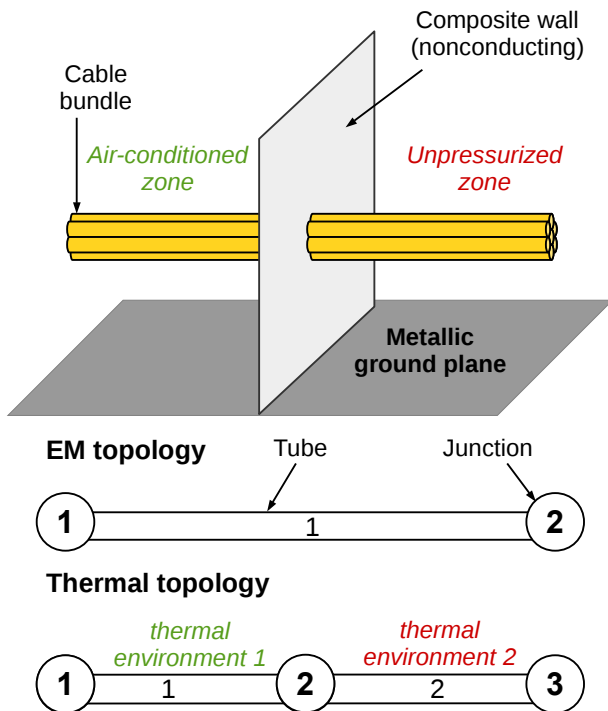 Composite wall
(nonconducting)
Cable
bundle
Air-conditioned
zone
Unpressurized
zone
Metallic
ground plane
EM topology
Tube
Junction
1
1
2
Thermal topology
thermal
environment 1
thermal
environment 2
1
1
2
2
3